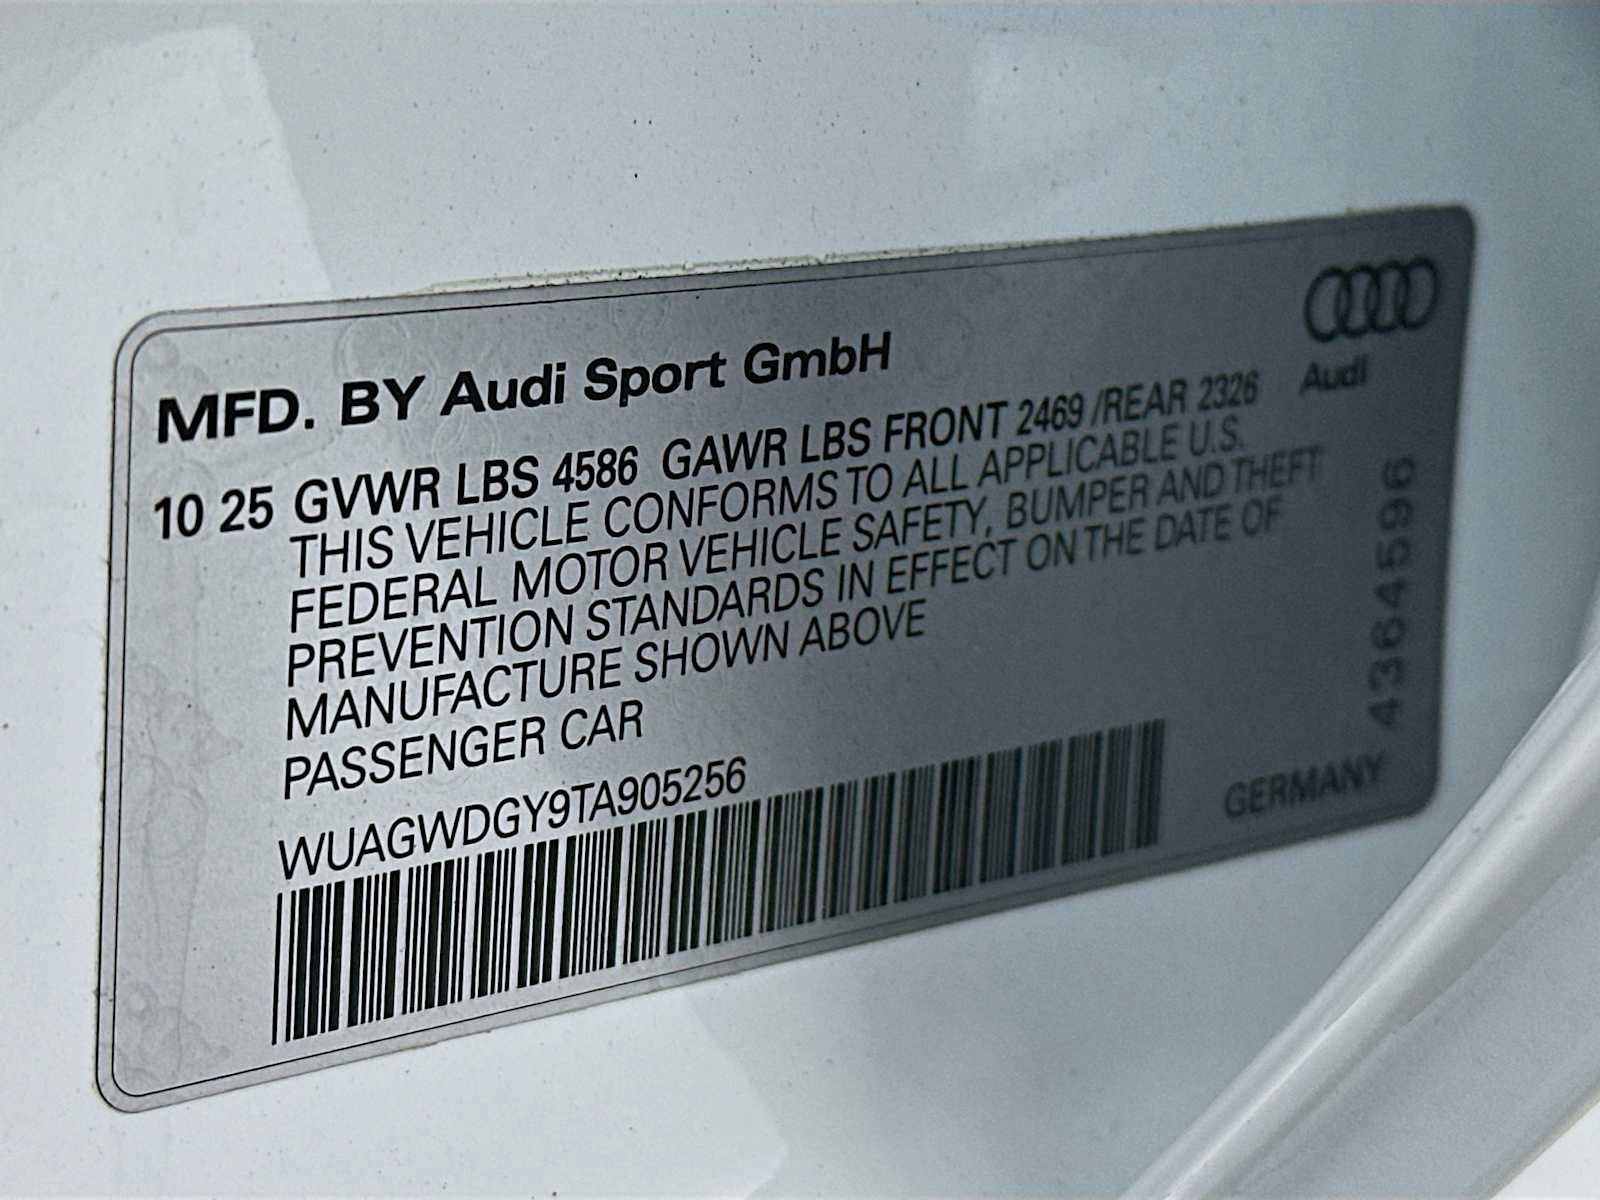 MFD. BY Audi Sport GmbH
Audi
10 25 GVWR LBS 4586 GAWR LBS FRONT 2469 /REAR 2326
THIS VEHICLE CONFORMS TO ALL APPLICABLE U.S.
FEDERAL MOTOR VEHICLE SAFETY, BUMPER AND THEFT
PREVENTION STANDARDS IN EFFECT ON THE DATE OF
MANUFACTURE SHOWN ABOVE
PASSENGER CAR
WUAGWDGY9TA905256
GERMANY
4364596